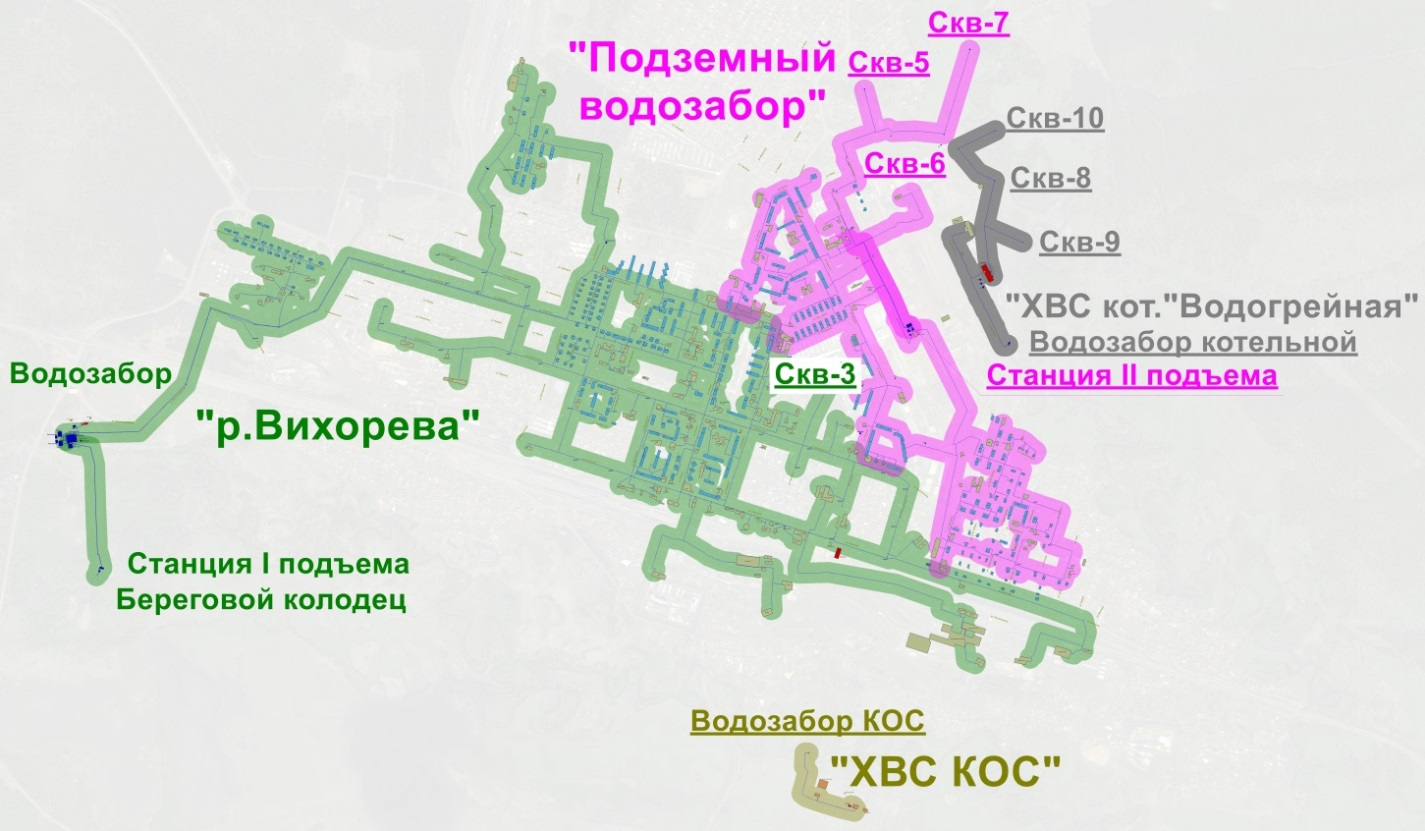 Скв-7
"Подземный
водозабор"
Скв-5
Скв-10
Скв-6
Скв-8
Скв-9
"ХВС кот."Водогрейная"
Водозабор котельной
Станция II подъема
Скв-3
Водозабор
"р.Вихорева"
Станция I подъема
Береговой колодец
Водозабор КОС
"ХВС КОС"